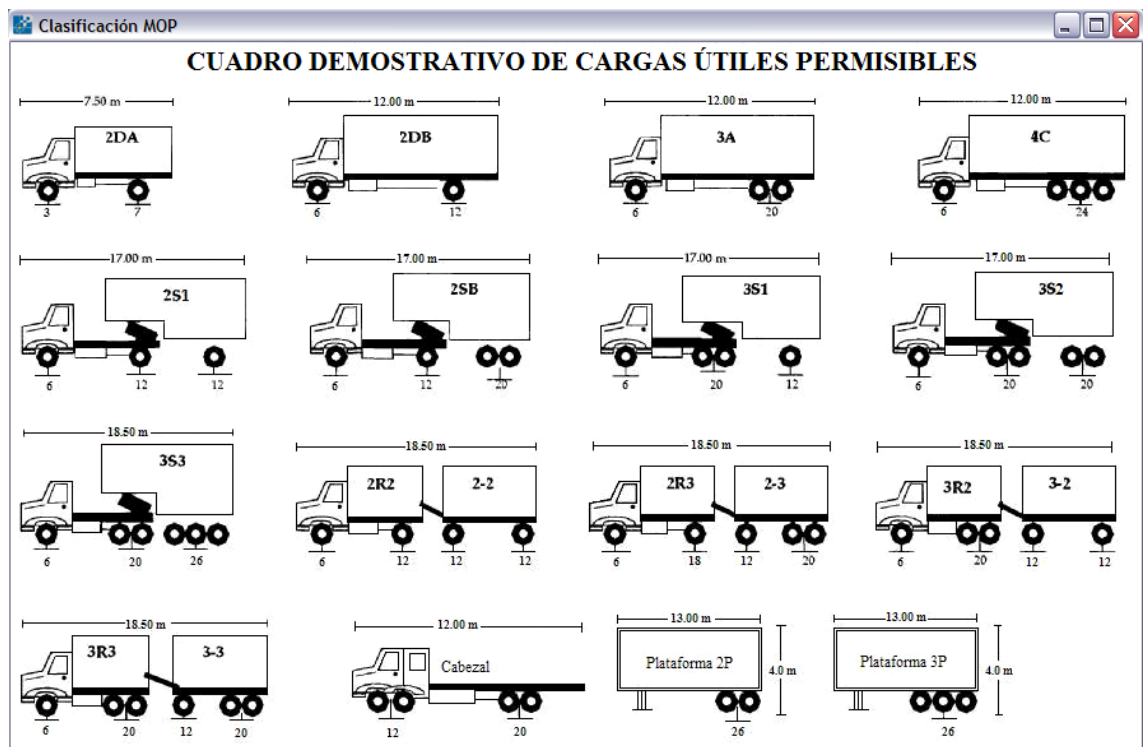 Clasificación MOP
CUADRO DEMOSTRATIVO DE CARGAS ÚTILES PERMISIBLES
7.50 m 12.00 m 12.00 m 12.00 m
2DA 2DB 3A 4C
3 7 6 12 6 20 6 24
17.00 m 17.00 m 17.00 m 17.00 m
2S1 2SB 3S1 3S2
6 12 12 6 12 20 6 20 12 6 20 20
18.50 m 18.50 m 18.50 m 18.50 m
3S3 2R2 2-2 2R3 2-3 3R2 3-2
6 20 26 6 12 12 12 6 18 12 20 6 20 12 12
18.50 m 12.00 m 13.00 m 13.00 m
3R3 3-3 Cabezal Plataforma 2P 4.0 m Plataforma 3P 4.0 m
6 20 12 20 12 20 26 26